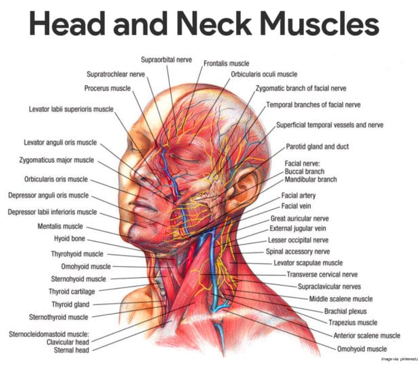 Head and Neck Muscles
Supraorbital nerve
Frontalis muscle
Supratrochlear nerve
Orbicularis oculi muscle
Procerus muscle
Zygomatic branch of facial nerve
Levator labii superioris muscle
Temporal branches of facial nerve
Superficial temporal vessels and nerve
Levator anguli oris muscle
Parotid gland and duct
Zygomaticus major muscle
Facial nerve:
Buccal branch
Mandibular branch
Orbicularis oris muscle
Depressor anguli oris muscle
Facial artery
Facial vein
Depressor labii inferioris muscle
Great auricular nerve
Mentalis muscle
External jugular vein
Hyoid bone
Lesser occipital nerve
Thyrohyoid muscle
Spinal accessory nerve
Omohyoid muscle
Levator scapulae muscle
Sternohyoid muscle
Transverse cervical nerve
Thyroid cartilage
Supraclavicular nerves
Thyroid gland
Middle scalene muscle
Sternothyroid muscle
Brachial plexus
Trapezius muscle
Sternocleidomastoid muscle:
Clavicular head
Sternal head
Anterior scalene muscle
Omohyoid muscle